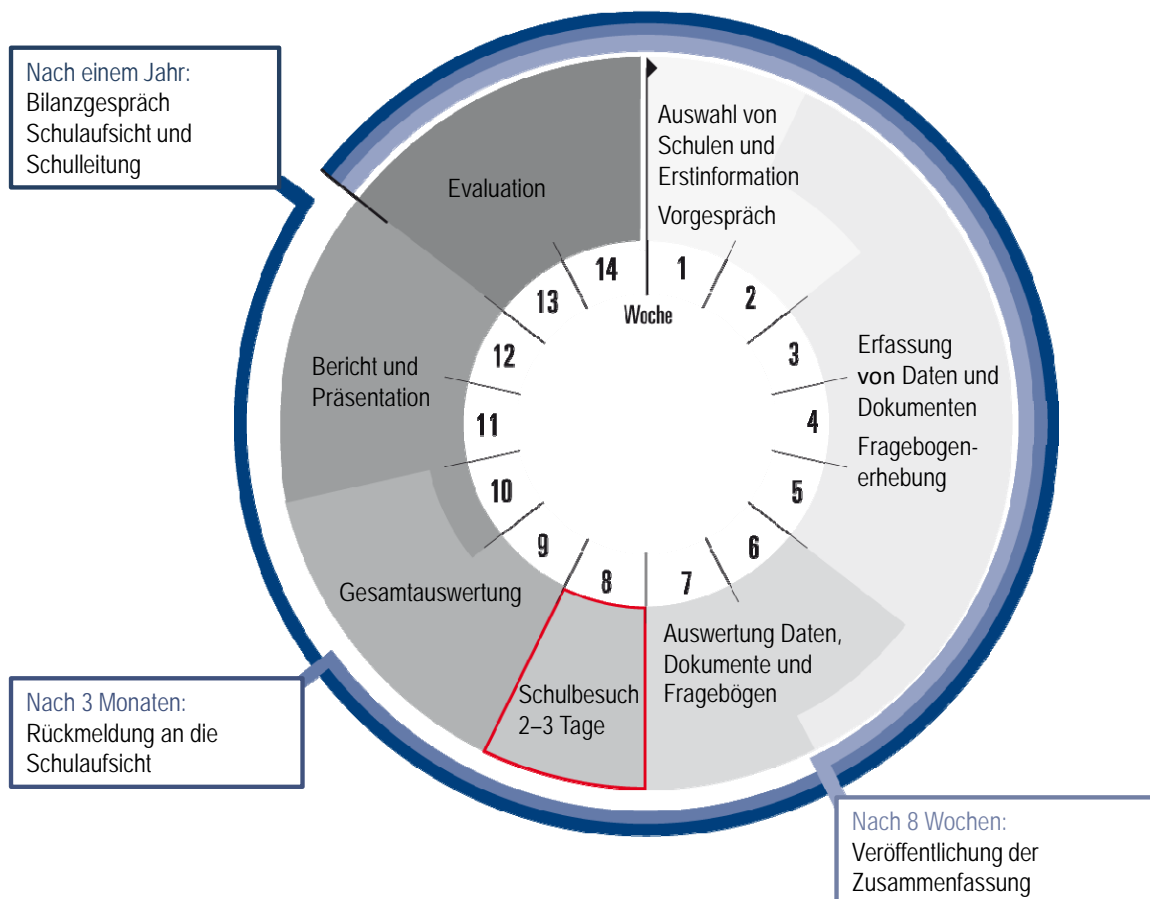 Nach einem Jahr:
Bilanzgespräch
Schulaufsicht und
Schulleitung
Auswahl von
Schulen und
Erstinformation
Vorgespräch
Evaluation
14
1
13
2
Woche
12
3
Erfassung
von Daten und
Dokumenten
Fragebogen-
erhebung
Bericht und
Präsentation
11
4
10
5
9
6
8
7
Gesamtauswertung
Auswertung Daten,
Dokumente und
Fragebögen
Schulbesuch
2–3 Tage
Nach 3 Monaten:
Rückmeldung an die
Schulaufsicht
Nach 8 Wochen:
Veröffentlichung der
Zusammenfassung